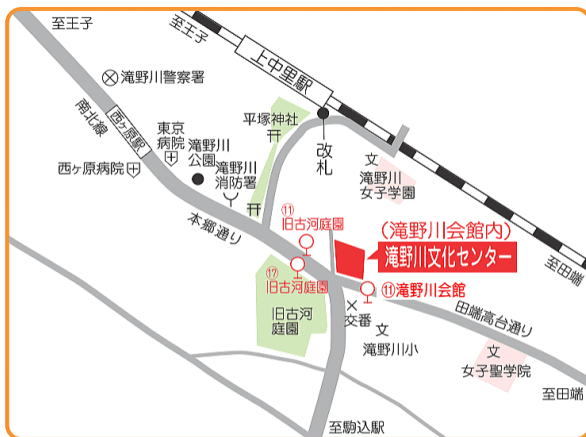 至王子
至王子
上中里駅
滝野川警察署
南北線
西ヶ原駅
東京
病院
滝野川
公園
滝野川
消防署
平塚神社
改札
西ヶ原病院
文
滝野川
女子学園
本郷通り
⑪
旧古河庭園
(滝野川会館内)
滝野川文化センター
至田端
⑰
旧古河庭園
⑪滝野川会館
旧古河
庭園
交番
文
滝野川小
田端高台通り
文
女子聖学院
至田端
至駒込駅